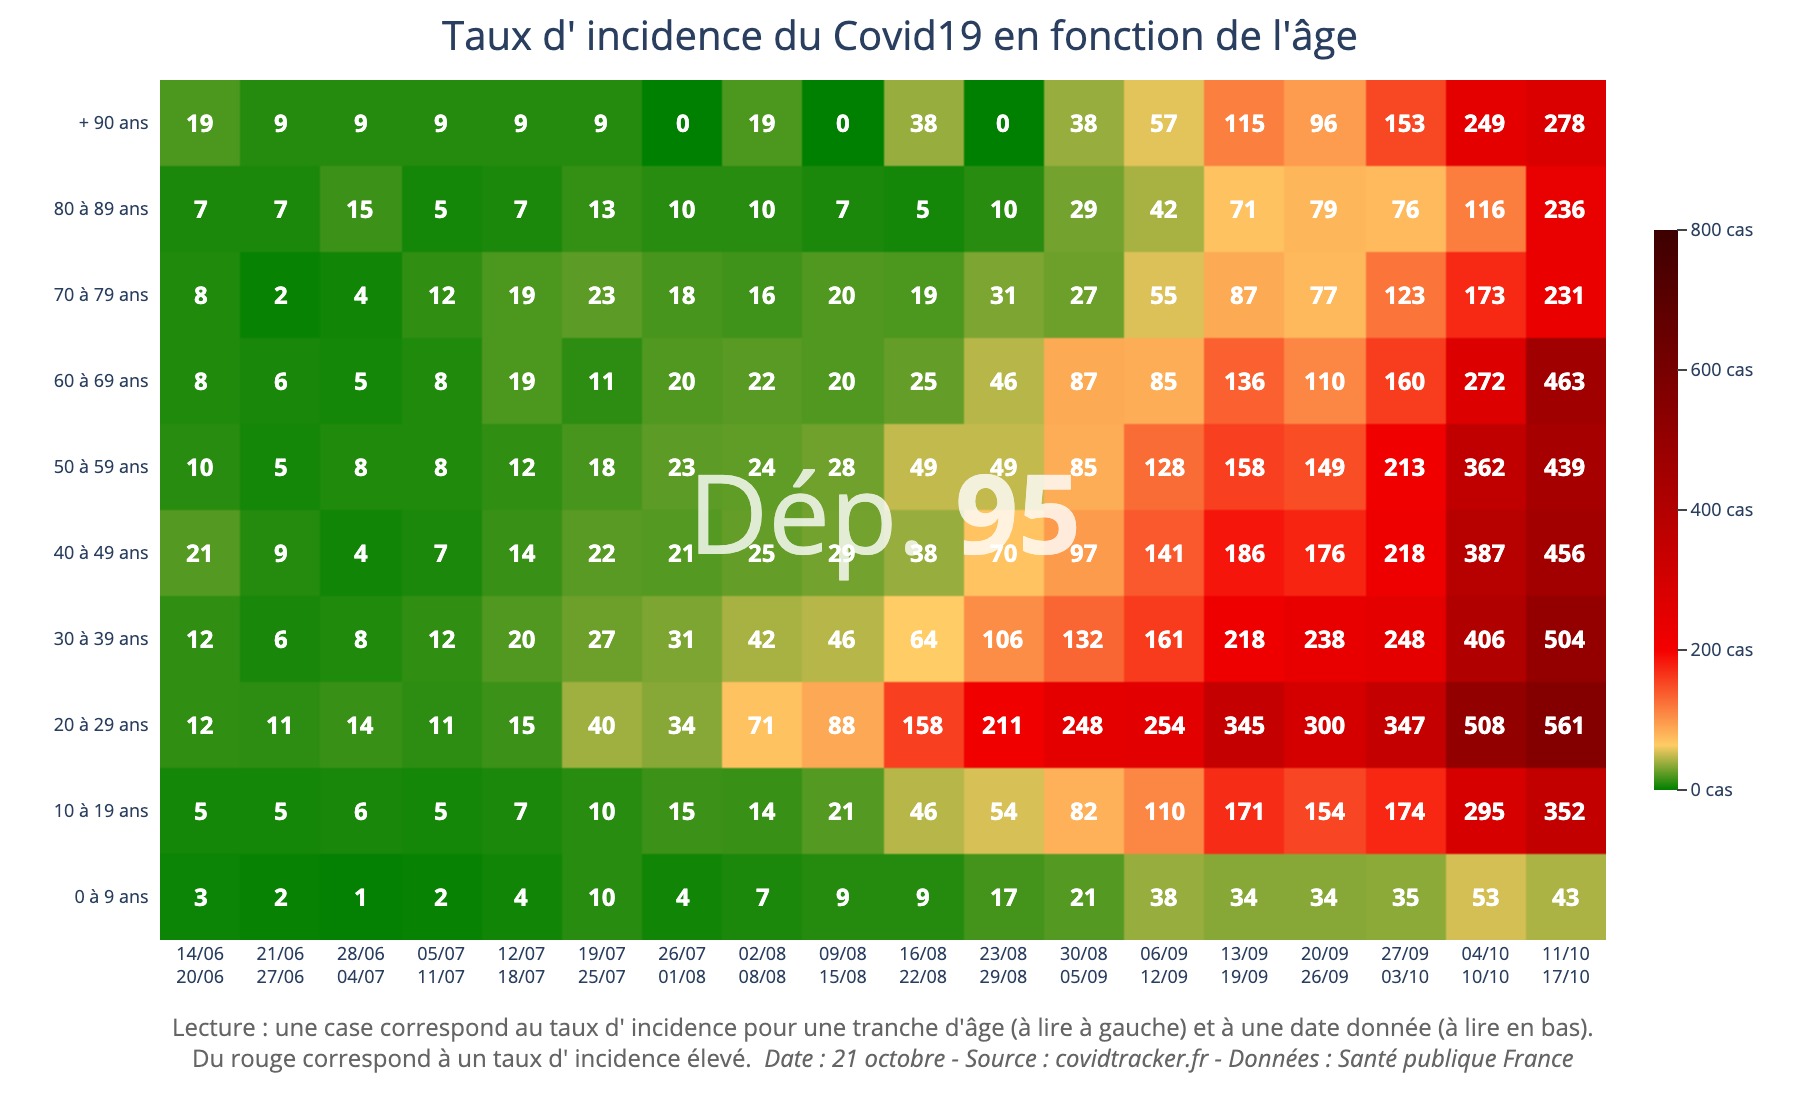 Taux d' incidence du Covid19 en fonction de l'âge
+ 90 ans 19 9 9 9 9 9 0 19 0 38 0 38 57 115 96 153 249 278
80 à 89 ans 7 7 15 5 7 13 10 10 7 5 10 29 42 71 79 76 116 236
70 à 79 ans 8 2 4 12 19 23 18 16 20 19 31 27 55 87 77 123 173 231
60 à 69 ans 8 6 5 8 19 11 20 22 20 25 46 87 85 136 110 160 272 463
50 à 59 ans 10 5 8 8 12 18 23 24 28 49 49 85 128 158 149 213 362 439
Dép. 95
40 à 49 ans 21 9 4 7 14 22 21 25 29 38 70 97 141 186 176 218 387 456
30 à 39 ans 12 6 8 12 20 27 31 42 46 64 106 132 161 218 238 248 406 504
20 à 29 ans 12 11 14 11 15 40 34 71 88 158 211 248 254 345 300 347 508 561
10 à 19 ans 5 5 6 5 7 10 15 14 21 46 54 82 110 171 154 174 295 352
0 à 9 ans 3 2 1 2 4 10 4 7 9 9 17 21 38 34 34 35 53 43
14/06 21/06 28/06 05/07 12/07 19/07 26/07 02/08 09/08 16/08 23/08 30/08 06/09 13/09 20/09 27/09 04/10 11/10
20/06 27/06 04/07 11/07 18/07 25/07 01/08 08/08 15/08 22/08 29/08 05/09 12/09 19/09 26/09 03/10 10/10 17/10
800 cas
600 cas
400 cas
200 cas
0 cas
Lecture : une case correspond au taux d' incidence pour une tranche d'âge (à lire à gauche) et à une date donnée (à lire en bas).
Du rouge correspond à un taux d' incidence élevé. Date : 21 octobre - Source : covidtracker.fr - Données : Santé publique France